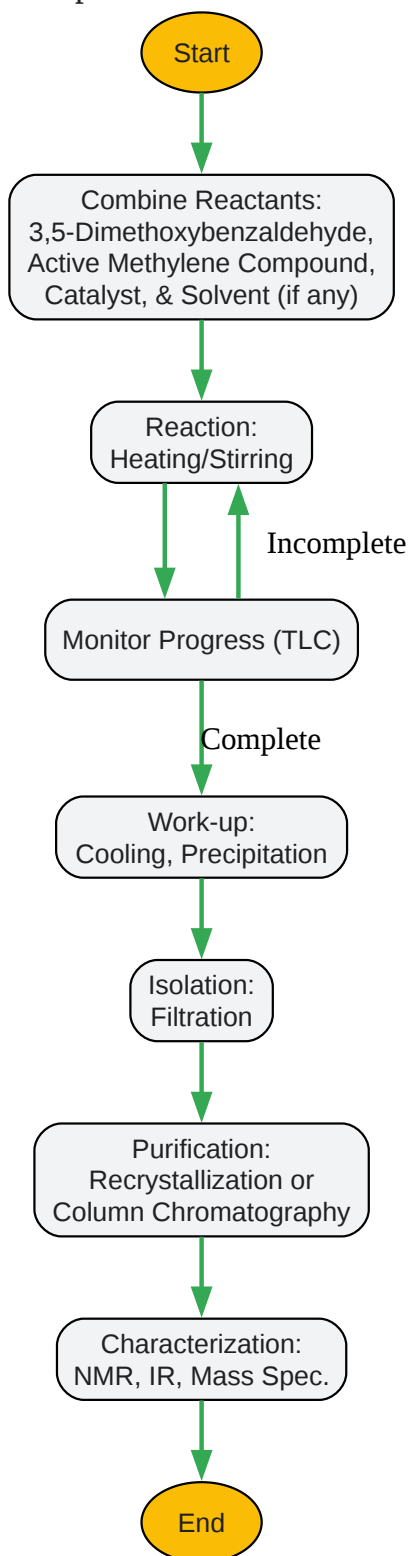 Start
Combine Reactants:
3,5-Dimethoxybenzaldehyde,
Active Methylene Compound,
Catalyst, & Solvent (if any)
Reaction:
Heating/Stirring
Incomplete
Monitor Progress (TLC)
Complete
Work-up:
Cooling, Precipitation
Isolation:
Filtration
Purification:
Recrystallization or
Column Chromatography
Characterization:
NMR, IR, Mass Spec.
End